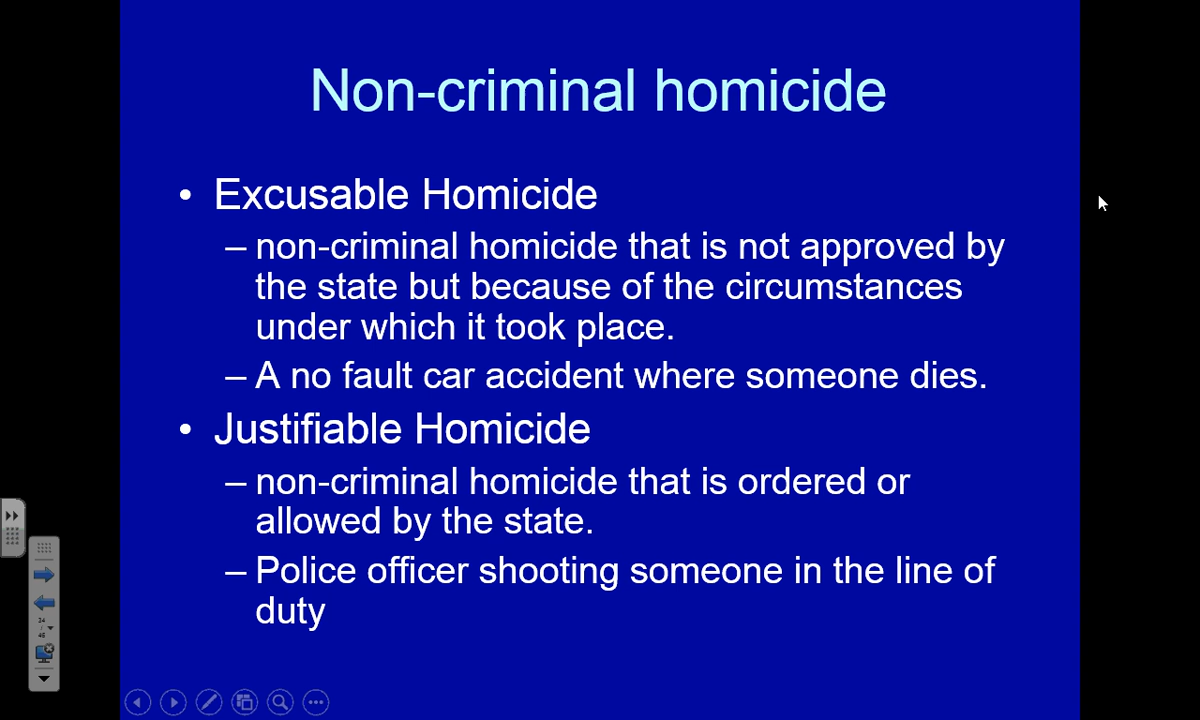 Non-criminal homicide
• Excusable Homicide
– non-criminal homicide that is not approved by
the state but because of the circumstances
under which it took place.
– A no fault car accident where someone dies.
• Justifiable Homicide
– non-criminal homicide that is ordered or
allowed by the state.
– Police officer shooting someone in the line of
duty
34
/
46